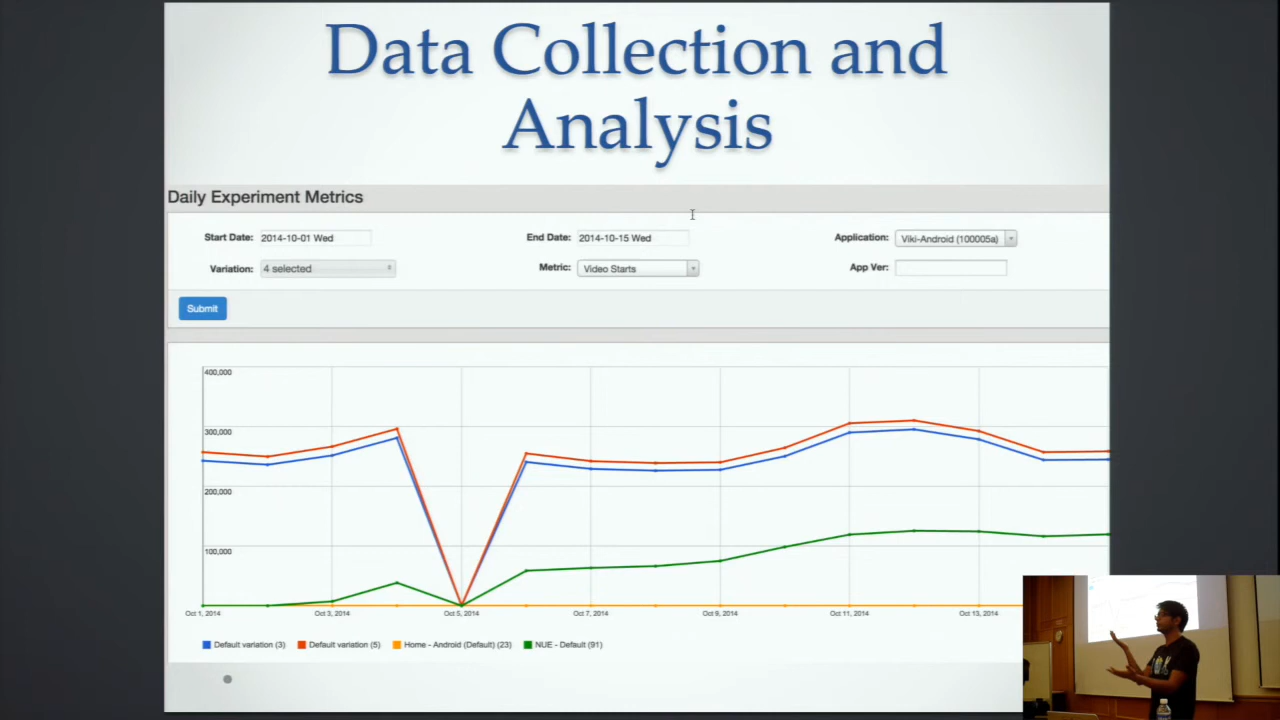 Data Collection and
Analysis
Daily Experiment Metrics
Start Date: 2014-10-01 Wed End Date: 2014-10-15 Wed Application: Viki-Android (100005a)
Variation: 4 selected Metric: Video Starts App Ver:
Submit
400,000
300,000
200,000
100,000
Oct 1, 2014 Oct 3, 2014 Oct 5, 2014 Oct 7, 2014 Oct 9, 2014 Oct 11, 2014 Oct 13, 2014
Default variation (3) Default variation (5) Home - Android (Default) (23) NUE - Default (91)